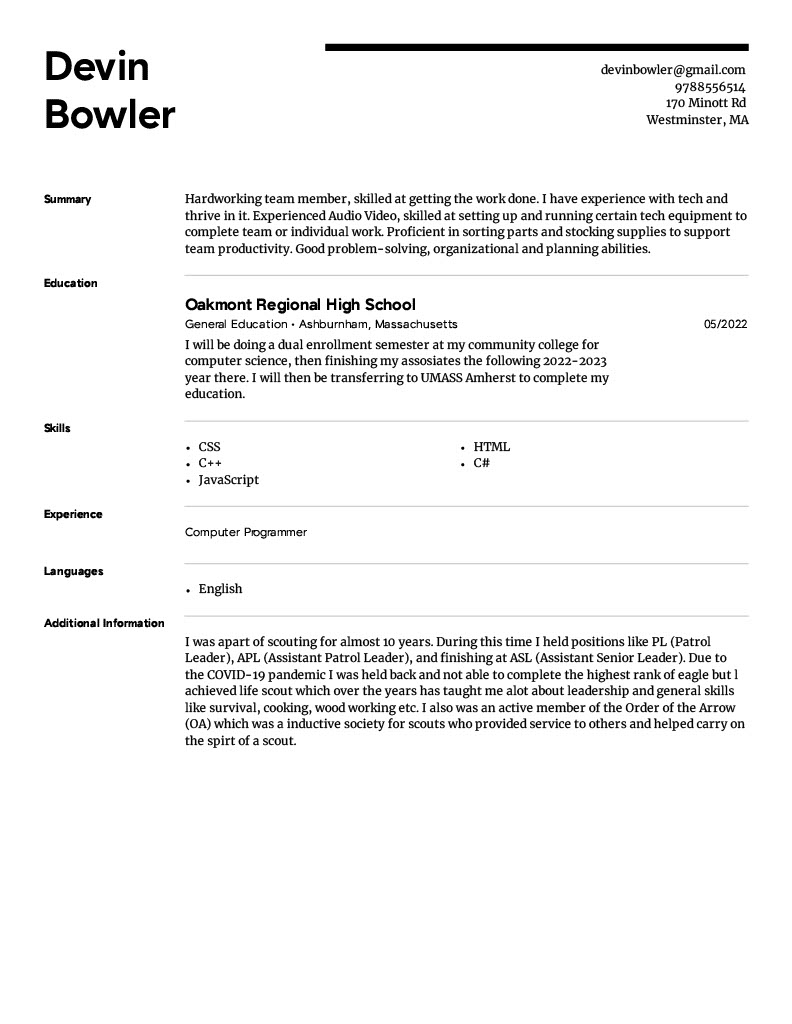 Devin
Bowler
devinbowler@gmail.com
9788556514
170 Minott Rd
Westminster, MA
Summary
Hardworking team member, skilled at getting the work done. I have experience with tech and
thrive in it. Experienced Audio Video, skilled at setting up and running certain tech equipment to
complete team or individual work. Proficient in sorting parts and stocking supplies to support
team productivity. Good problem-solving, organizational and planning abilities.
Education
Oakmont Regional High School
General Education • Ashburnham, Massachusetts 05/2022
I will be doing a dual enrollment semester at my community college for
computer science, then finishing my assosiates the following 2022-2023
year there. I will then be transferring to UMASS Amherst to complete my
education.
Skills
• CSS • HTML
• C++ • C#
• JavaScript
Experience
Computer Programmer
Languages
• English
Additional Information
I was apart of scouting for almost 10 years. During this time I held positions like PL (Patrol
Leader), APL (Assistant Patrol Leader), and finishing at ASL (Assistant Senior Leader). Due to
the COVID-19 pandemic I was held back and not able to complete the highest rank of eagle but l
achieved life scout which over the years has taught me alot about leadership and general skills
like survival, cooking, wood working etc. I also was an active member of the Order of the Arrow
(OA) which was a inductive society for scouts who provided service to others and helped carry on
the spirt of a scout.